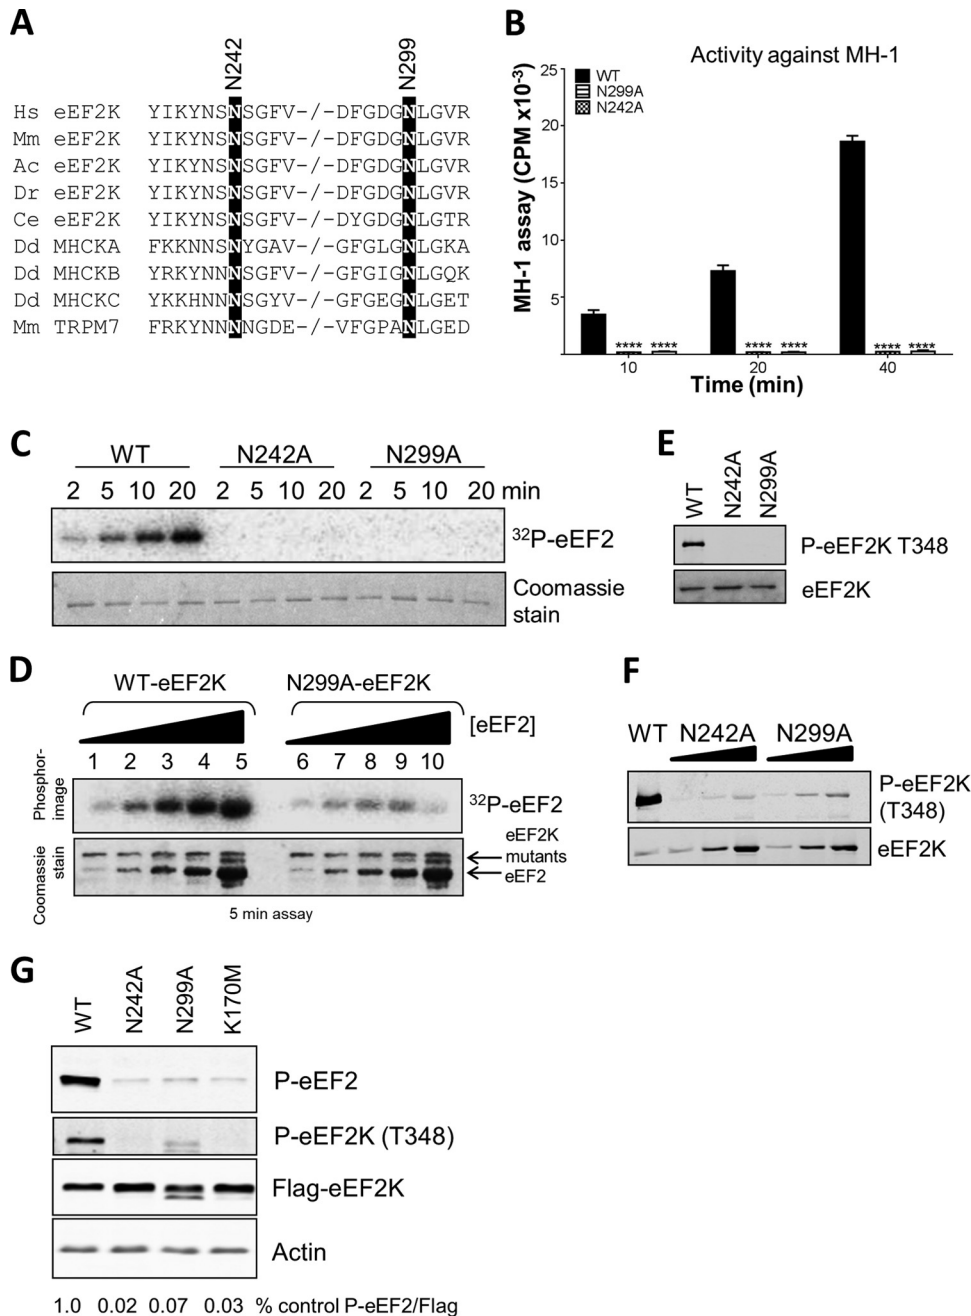 A
N242 N299
Hs eEF2K YIKYNSNSGFV-/-DFGDGNLGVR
Mm eEF2K YIKYNSNSGFV-/-DFGDGNLGVR
Ac eEF2K YIKYNSNSGFV-/-DFGDGNLGVR
Dr eEF2K YIKYNSNSGFV-/-DFGDGNLGVR
Ce eEF2K YIKYNSNSGFV-/-DYGDGNLGTR
Dd MHCKA FKKNNSNYGAV-/-GFGLGNLGKA
Dd MHCKB YRKYNNNSGFV-/-GFGIGNLGQK
Dd MHCKC YKKHNNNSGYV-/-GFGEGNLGET
Mm TRPM7 FRKYNNNNGDE-/-VFGPANLGED
B
Activity against MH-1
WT
N299A
N242A
MH-1 assay (CPM x10-3)
25
20
15
10
5
**** **** **** **** **** ****
10 20 40
Time (min)
C
WT N242A N299A
2 5 10 20 2 5 10 20 2 5 10 20 min
32P-eEF2
Coomassie
stain
E
WT N242A N299A
P-eEF2K T348
eEF2K
D
WT-eEF2K N299A-eEF2K
[eEF2]
1 2 3 4 5 6 7 8 9 10
Phosphor-
image
32P-eEF2
Coomassie
stain
eEF2K
mutants
eEF2
5 min assay
F
WT N242A N299A
P-eEF2K
(T348)
eEF2K
G
WT N242A N299A K170M
P-eEF2
P-eEF2K (T348)
Flag-eEF2K
Actin
1.0 0.02 0.07 0.03 % control P-eEF2/Flag